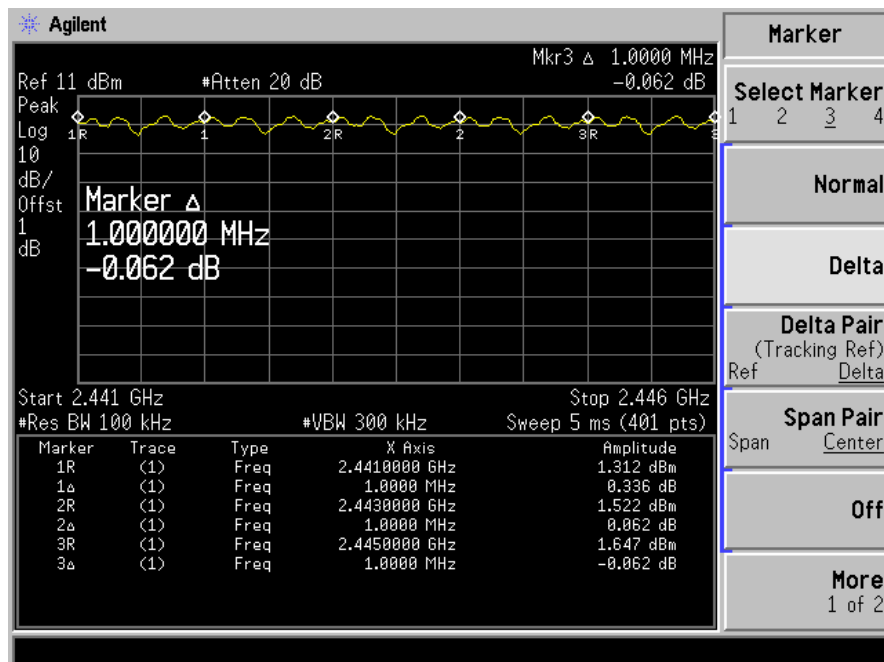 Agilent
Marker
Mkr3 Δ 1.0000 MHz
Ref 11 dBm #Atten 20 dB -0.062 dB
Peak
Log
10
dB/
Offst
1
dB
1R 1 2R 2 3R 3
Marker Δ
1.000000 MHz
-0.062 dB
Start 2.441 GHz Stop 2.446 GHz
#Res BW 100 kHz #VBW 300 kHz Sweep 5 ms (401 pts)
Marker Trace Type X Axis Amplitude
1R (1) Freq 2.4410000 GHz 1.312 dBm
1Δ (1) Freq 1.0000 MHz 0.336 dB
2R (1) Freq 2.4430000 GHz 1.522 dBm
2Δ (1) Freq 1.0000 MHz 0.062 dB
3R (1) Freq 2.4450000 GHz 1.647 dBm
3Δ (1) Freq 1.0000 MHz -0.062 dB
Select Marker
1 2 3 4
Normal
Delta
Delta Pair
(Tracking Ref)
Ref Delta
Span Pair
Span Center
Off
More
1 of 2